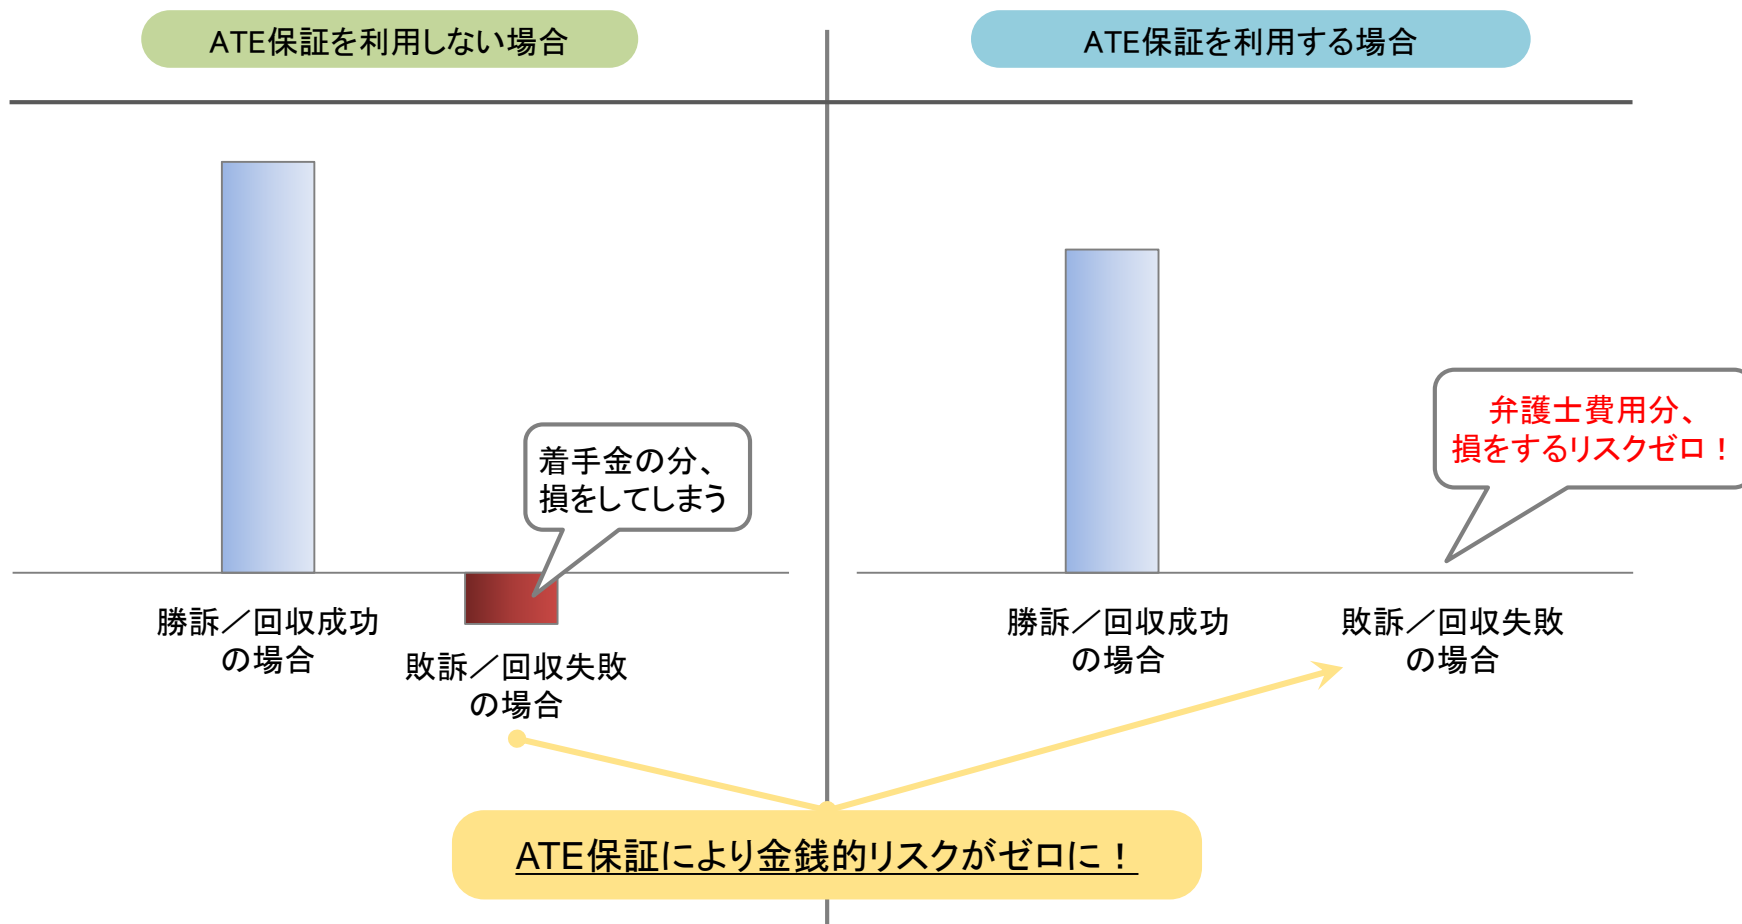 ATE保証を利用しない場合
ATE保証を利用する場合
着手金の分、
損をしてしまう
弁護士費用分、
損をするリスクゼロ！
勝訴／回収成功
の場合
敗訴／回収失敗
の場合
勝訴／回収成功
の場合
敗訴／回収失敗
の場合
ATE保証により金銭的リスクがゼロに！